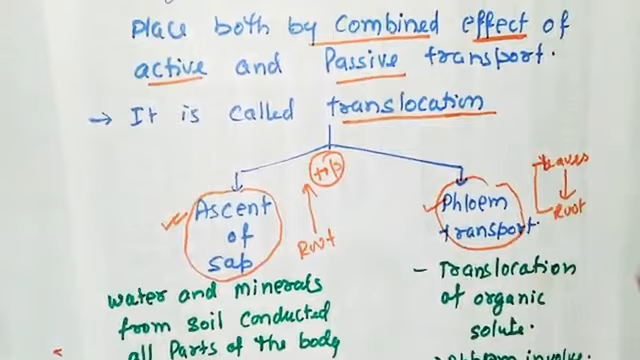 place both by combined effect of
active and Passive transport.
→ It is called translocation
Ascent
of
sap
Root
Phloem
transport.
leaves
Root
water and minerals
from soil conducted
all Parts of the body
- Translocation
of organic
solute.
involve